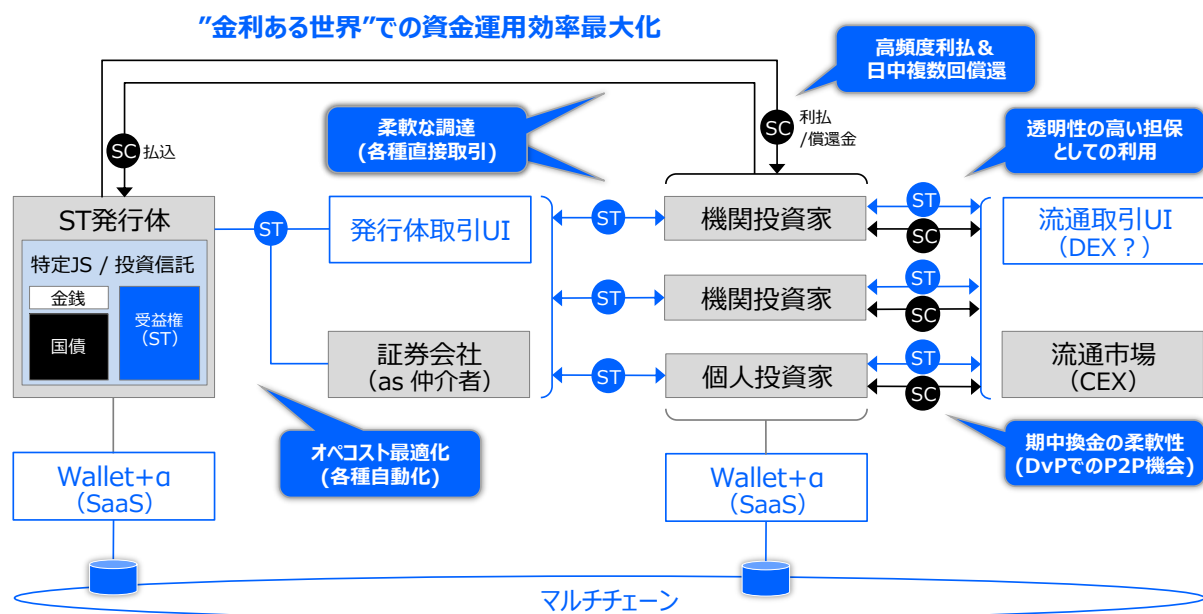 ”金利ある世界”での資金運用効率最大化
高頻度利払&
日中複数回償還
柔軟な調達
(各種直接取引)
SC 払込
SC 利払
/償還金
透明性の高い担保
としての利用
ST発行体
特定JS / 投資信託
金銭
国債
受益権
(ST)
ST
発行体取引UI
証券会社
(as 仲介者)
ST
ST
ST
機関投資家
機関投資家
個人投資家
ST
SC
ST
SC
ST
SC
流通取引UI
(DEX？)
流通市場
(CEX)
オペコスト最適化
(各種自動化)
期中換金の柔軟性
(DvPでのP2P機会)
Wallet+α
(SaaS)
Wallet+α
(SaaS)
マルチチェーン